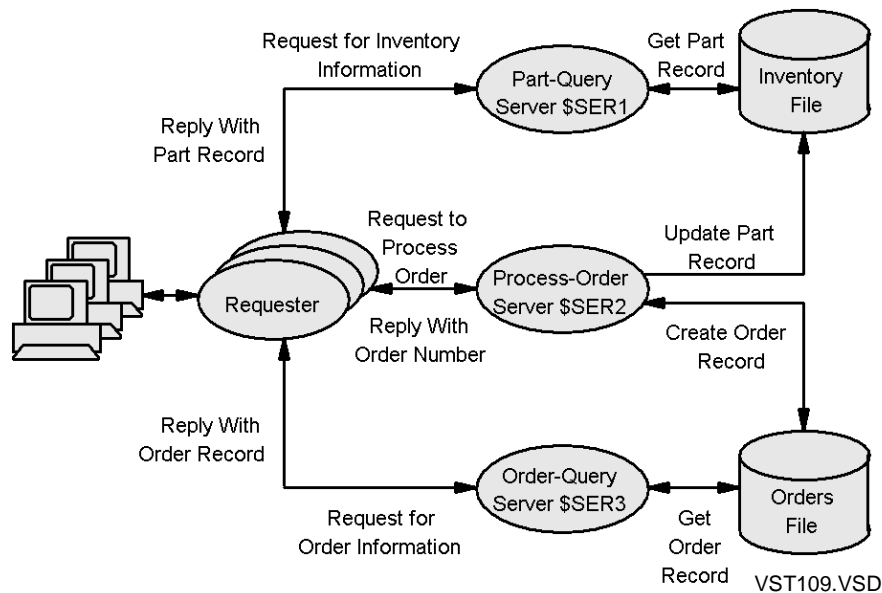 Request for Inventory
Information
Part-Query
Server $SER1
Get Part
Record
Inventory
File
Reply With
Part Record
Request to
Process
Order
Update Part
Record
Requester
Process-Order
Server $SER2
Reply With
Order Number
Create Order
Record
Reply With
Order Record
Order-Query
Server $SER3
Orders
File
Request for
Order Information
Get
Order
Record
VST109.VSD